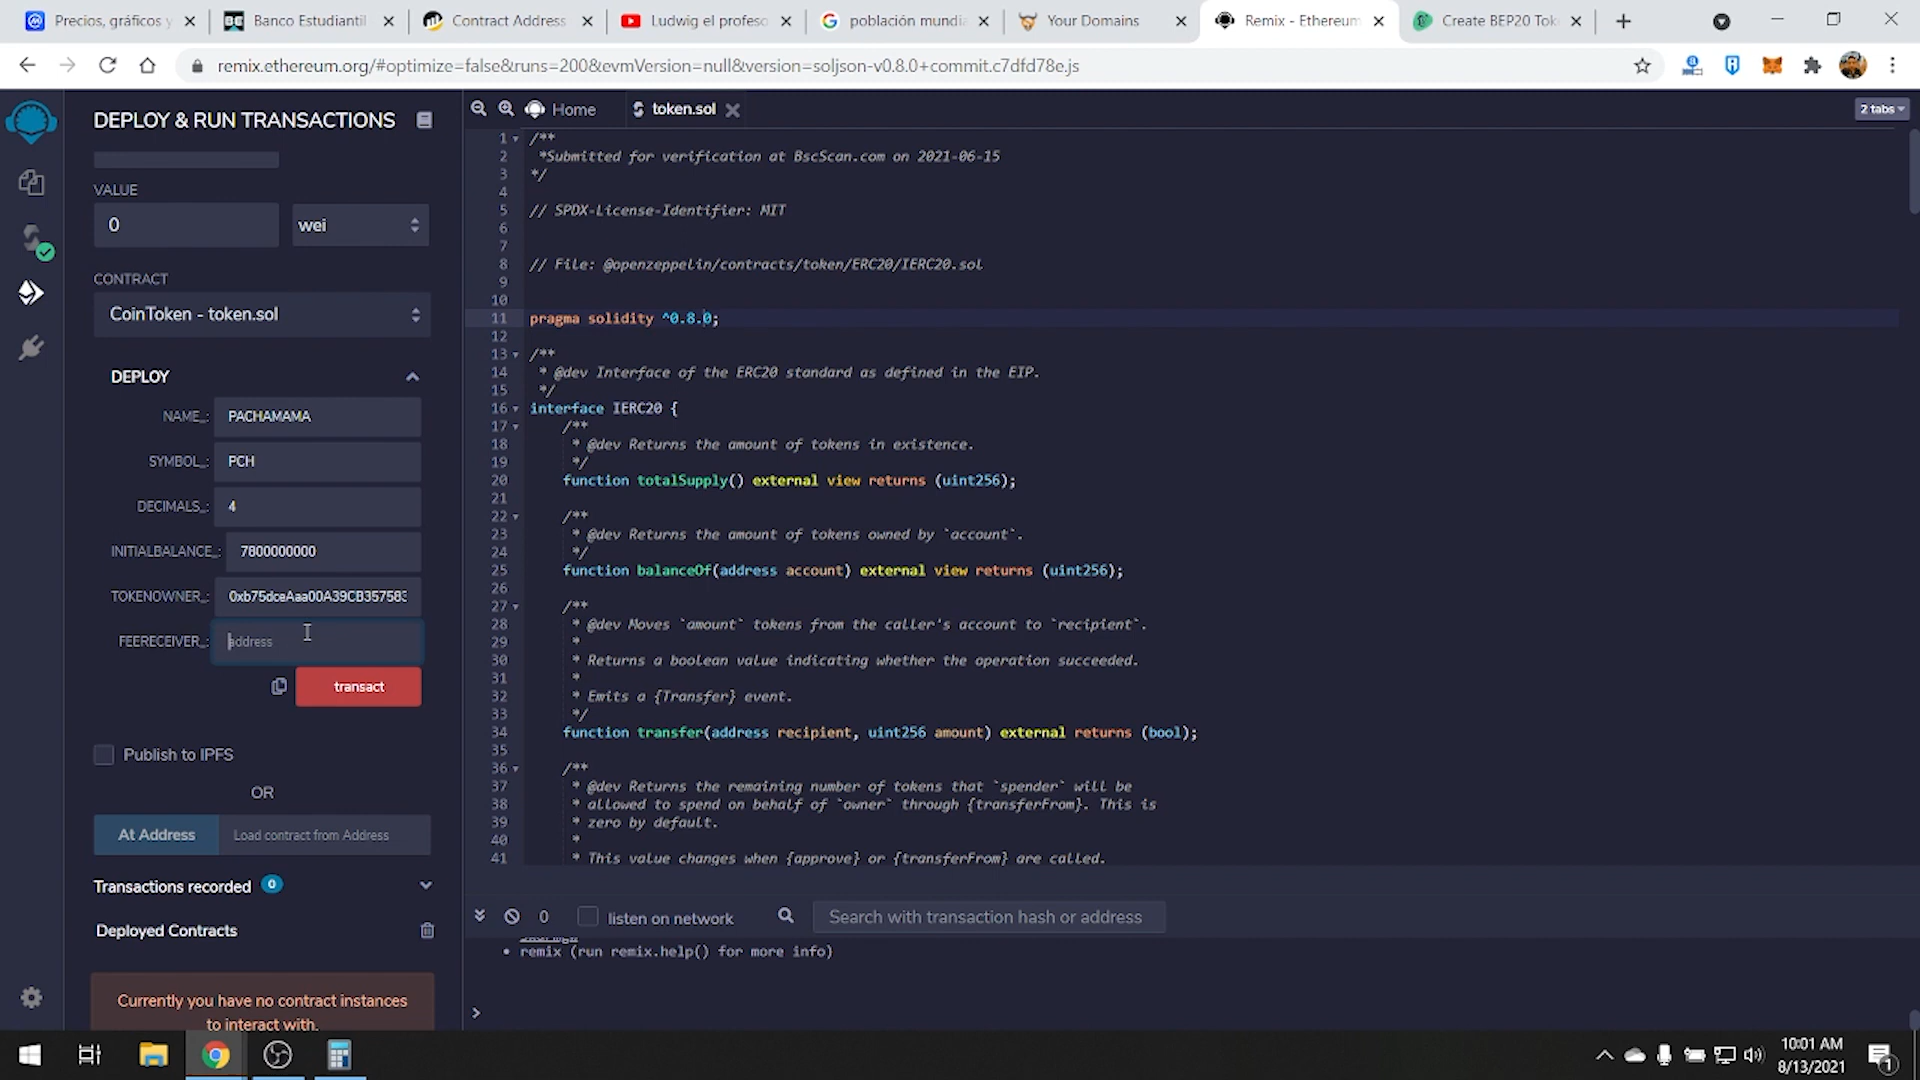 Precios, gráficos y
Banco Estudiantil
Contract Address
Ludwig el profeso
población mundia
Your Domains
Remix - Ethereum
Create BEP20 Tok
remix.ethereum.org/#optimize=false&runs=200&evmVersion=null&version=soljson-v0.8.0+commit.c7dfd78e.js
DEPLOY & RUN TRANSACTIONS
VALUE
0
wei
CONTRACT
CoinToken - token.sol
DEPLOY
NAME_: PACHAMAMA
SYMBOL_: PCH
DECIMALS_: 4
INITIALBALANCE_: 7800000000
TOKENOWNER_: 0xb75dceAaa00A39CB357583
FEERECEIVER_: address
transact
Publish to IPFS
OR
At Address
Load contract from Address
Transactions recorded 0
Deployed Contracts
Currently you have no contract instances
to interact with.
Home
token.sol
2 tabs
1 /**
2 *Submitted for verification at BscScan.com on 2021-06-15
3 */
4
5 // SPDX-License-Identifier: MIT
6
7
8 // File: @openzeppelin/contracts/token/ERC20/IERC20.sol
9
10
11 pragma solidity ^0.8.0;
12
13 /**
14 * @dev Interface of the ERC20 standard as defined in the EIP.
15 */
16 interface IERC20 {
17 /**
18 * @dev Returns the amount of tokens in existence.
19 */
20 function totalSupply() external view returns (uint256);
21
22 /**
23 * @dev Returns the amount of tokens owned by `account`.
24 */
25 function balanceOf(address account) external view returns (uint256);
26
27 /**
28 * @dev Moves `amount` tokens from the caller's account to `recipient`.
29 *
30 * Returns a boolean value indicating whether the operation succeeded.
31 *
32 * Emits a {Transfer} event.
33 */
34 function transfer(address recipient, uint256 amount) external returns (bool);
35
36 /**
37 * @dev Returns the remaining number of tokens that `spender` will be
38 * allowed to spend on behalf of `owner` through {transferFrom}. This is
39 * zero by default.
40 *
41 * This value changes when {approve} or {transferFrom} are called.
0
listen on network
Search with transaction hash or address
• remix (run remix.help() for more info)
>
10:01 AM
8/13/2021
1